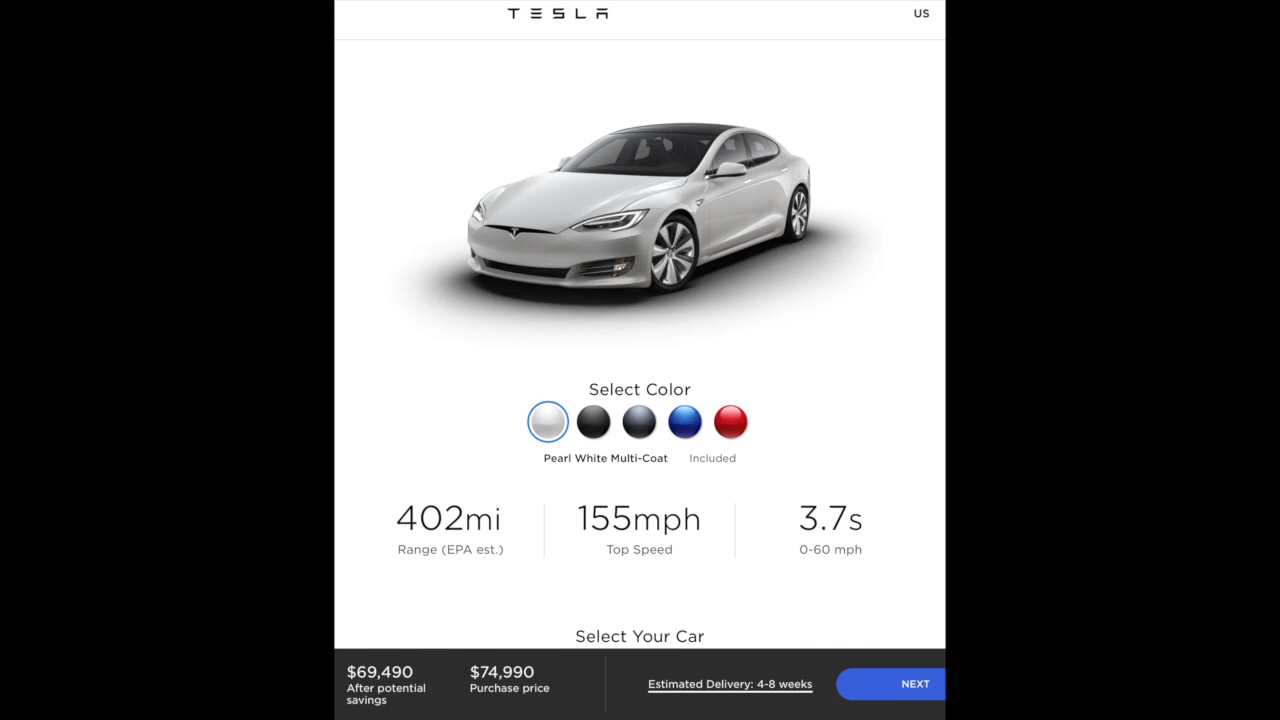 TESLA
US
Select Color
Pearl White Multi-Coat Included
402mi 155mph 3.7s
Range (EPA est.) Top Speed 0-60 mph
Select Your Car
$69,490 $74,990
After potential savings Purchase price
Estimated Delivery: 4-8 weeks
NEXT